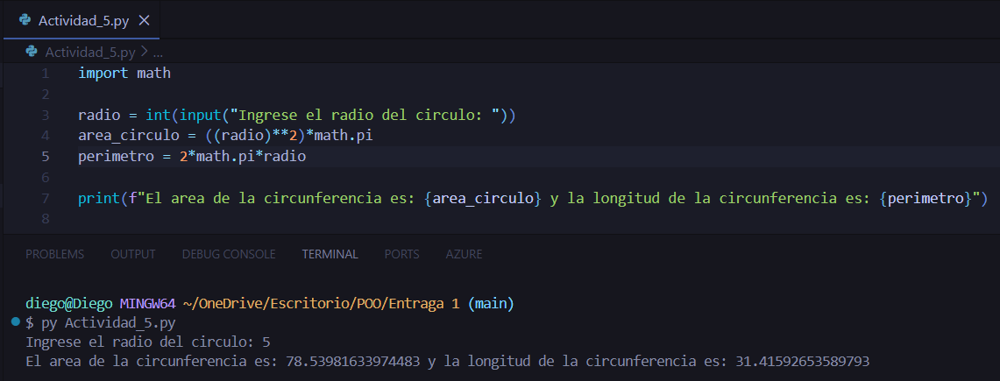 Actividad_5.py
Actividad_5.py > ...
1 import math
2
3 radio = int(input("Ingrese el radio del circulo: "))
4 area_circulo = ((radio)**2)*math.pi
5 perimetro = 2*math.pi*radio
6
7 print(f"El area de la circunferencia es: {area_circulo} y la longitud de la circunferencia es: {perimetro}")
8
PROBLEMS OUTPUT DEBUG CONSOLE TERMINAL PORTS AZURE
diego@Diego MINGW64 ~/OneDrive/Escritorio/POO/Entraga 1 (main)
$ py Actividad_5.py
Ingrese el radio del circulo: 5
El area de la circunferencia es: 78.53981633974483 y la longitud de la circunferencia es: 31.41592653589793